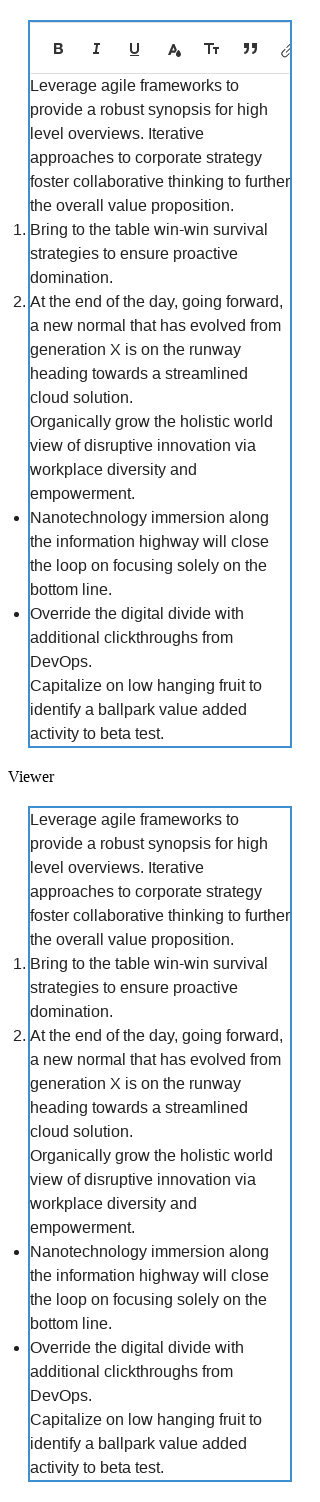 B I U A Tт ”
Leverage agile frameworks to
provide a robust synopsis for high
level overviews. Iterative
approaches to corporate strategy
foster collaborative thinking to further
the overall value proposition.
1. Bring to the table win-win survival
strategies to ensure proactive
domination.
2. At the end of the day, going forward,
a new normal that has evolved from
generation X is on the runway
heading towards a streamlined
cloud solution.
Organically grow the holistic world
view of disruptive innovation via
workplace diversity and
empowerment.
• Nanotechnology immersion along
the information highway will close
the loop on focusing solely on the
bottom line.
• Override the digital divide with
additional clickthroughs from
DevOps.
Capitalize on low hanging fruit to
identify a ballpark value added
activity to beta test.
Viewer
Leverage agile frameworks to
provide a robust synopsis for high
level overviews. Iterative
approaches to corporate strategy
foster collaborative thinking to further
the overall value proposition.
1. Bring to the table win-win survival
strategies to ensure proactive
domination.
2. At the end of the day, going forward,
a new normal that has evolved from
generation X is on the runway
heading towards a streamlined
cloud solution.
Organically grow the holistic world
view of disruptive innovation via
workplace diversity and
empowerment.
• Nanotechnology immersion along
the information highway will close
the loop on focusing solely on the
bottom line.
• Override the digital divide with
additional clickthroughs from
DevOps.
Capitalize on low hanging fruit to
identify a ballpark value added
activity to beta test.